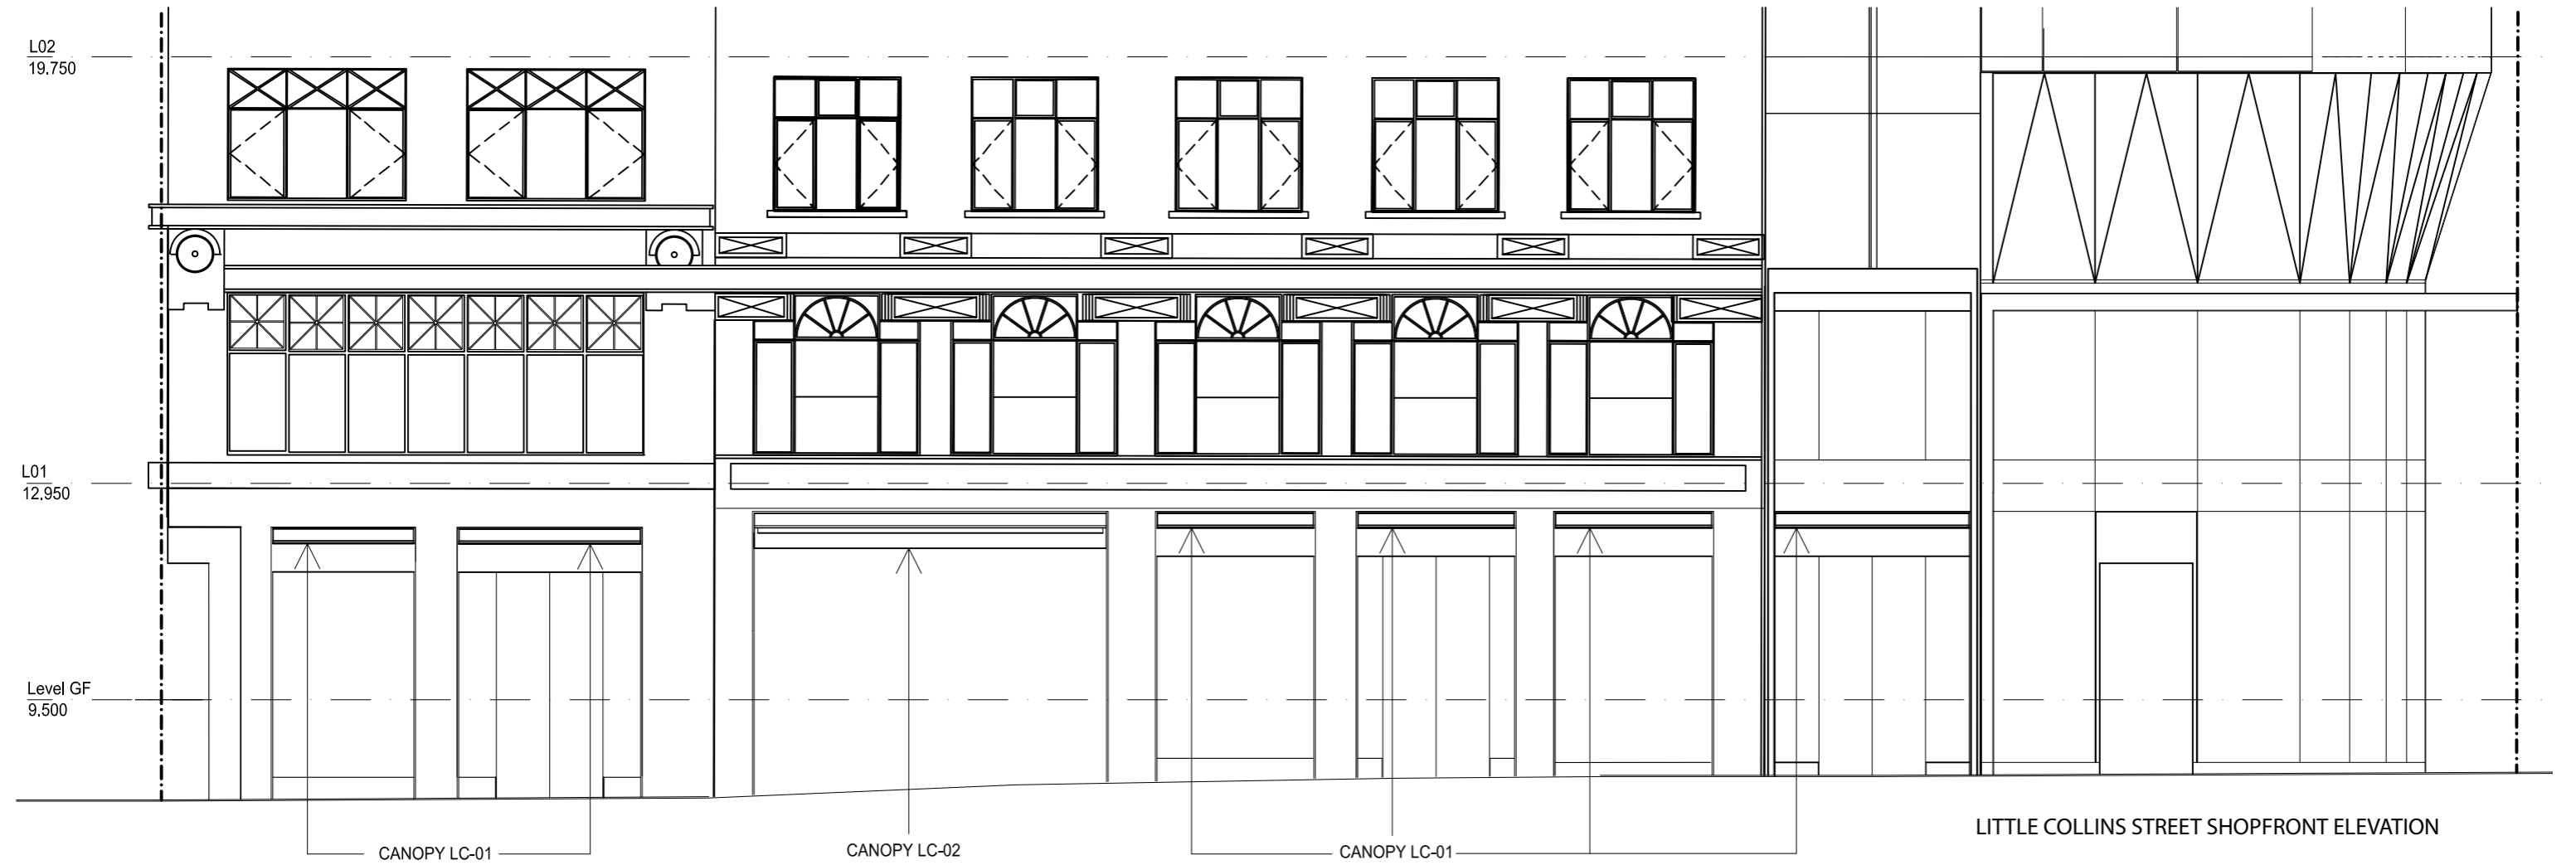 L02
19.750
L01
12.950
Level GF
9.500
CANOPY LC-01
CANOPY LC-02
CANOPY LC-01
LITTLE COLLINS STREET SHOPFRONT ELEVATION